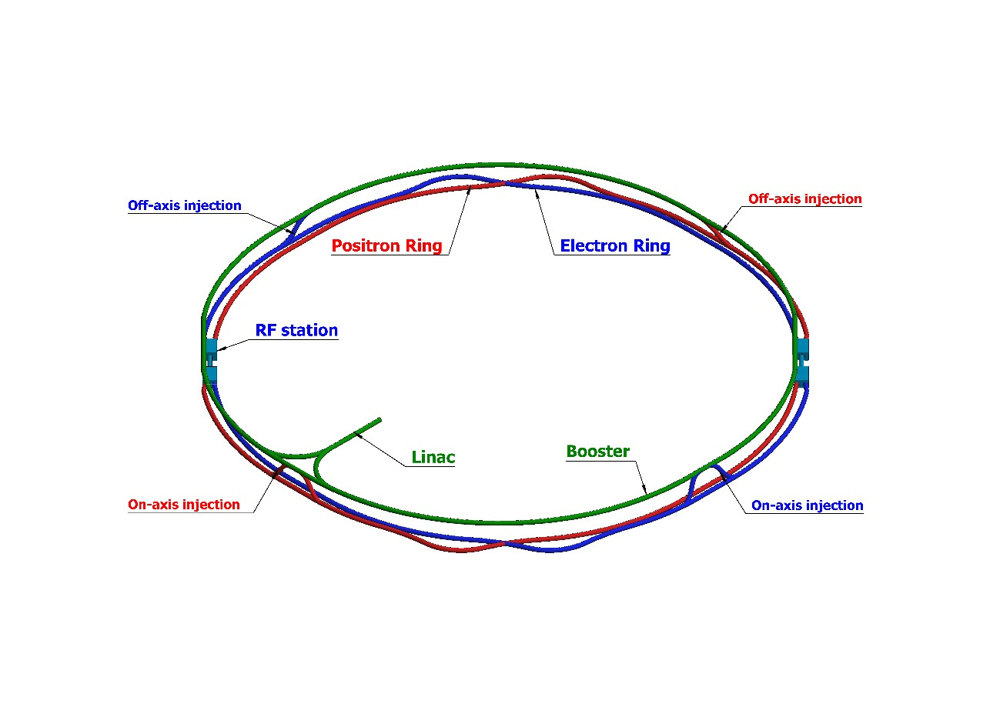 Off-axis injection
Off-axis injection
Positron Ring
Electron Ring
RF station
Linac
Booster
On-axis injection
On-axis injection